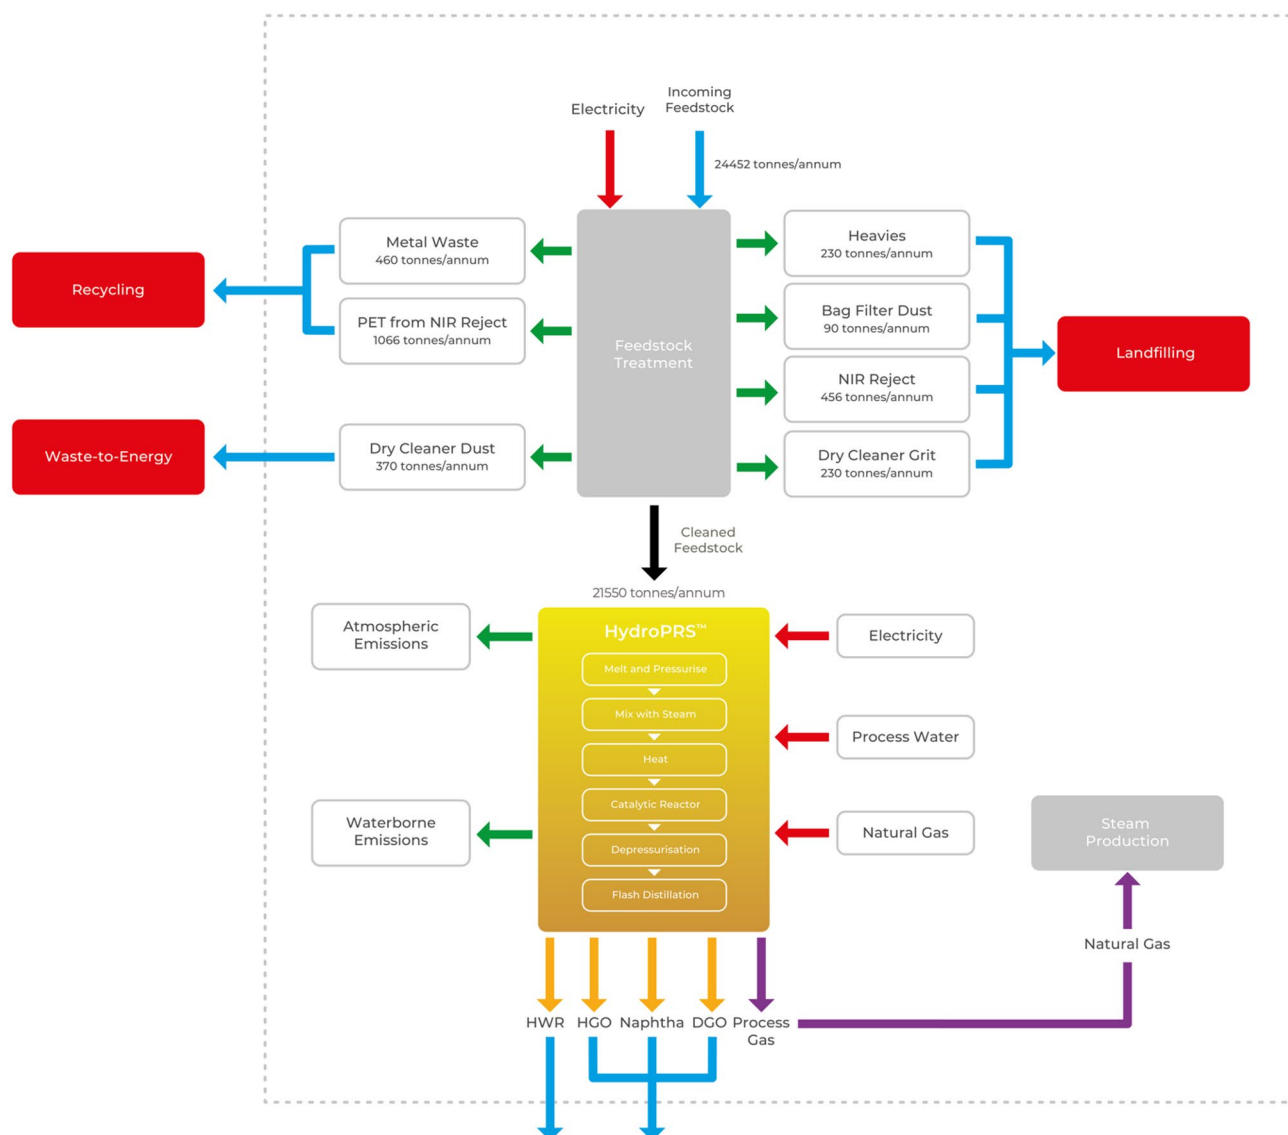 Electricity
Incoming
Feedstock
24452 tonnes/annum
Metal Waste
460 tonnes/annum
Heavies
230 tonnes/annum
Recycling
PET from NIR Reject
1066 tonnes/annum
Bag Filter Dust
90 tonnes/annum
Feedstock
Treatment
Landfilling
NIR Reject
456 tonnes/annum
Waste-to-Energy
Dry Cleaner Dust
370 tonnes/annum
Dry Cleaner Grit
230 tonnes/annum
Cleaned
Feedstock
21550 tonnes/annum
Atmospheric
Emissions
HydroPRS™
Electricity
Melt and Pressurise
Mix with Steam
Process Water
Heat
Catalytic Reactor
Waterborne
Emissions
Natural Gas
Steam
Production
Depressurisation
Flash Distillation
Natural Gas
HWR
HGO
Naphtha
DGO
Process
Gas